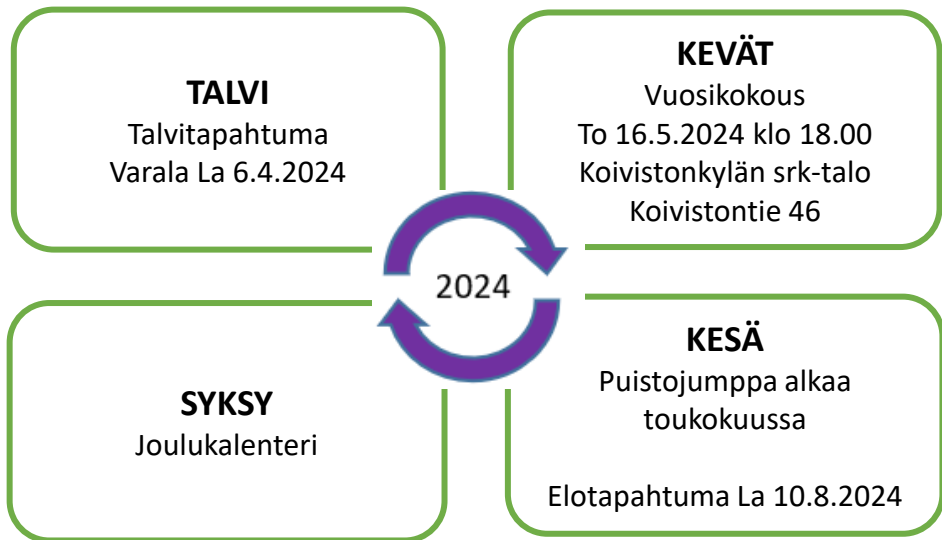 TALVI
Talvitapahtuma
Varala La 6.4.2024
KEVÄT
Vuosikokous
To 16.5.2024 klo 18.00
Koivistonkylän srk-talo
Koivistontie 46
2024
SYKSY
Joulukalenteri
KESÄ
Puistojumppa alkaa
toukokuussa
Elotapahtuma La 10.8.2024